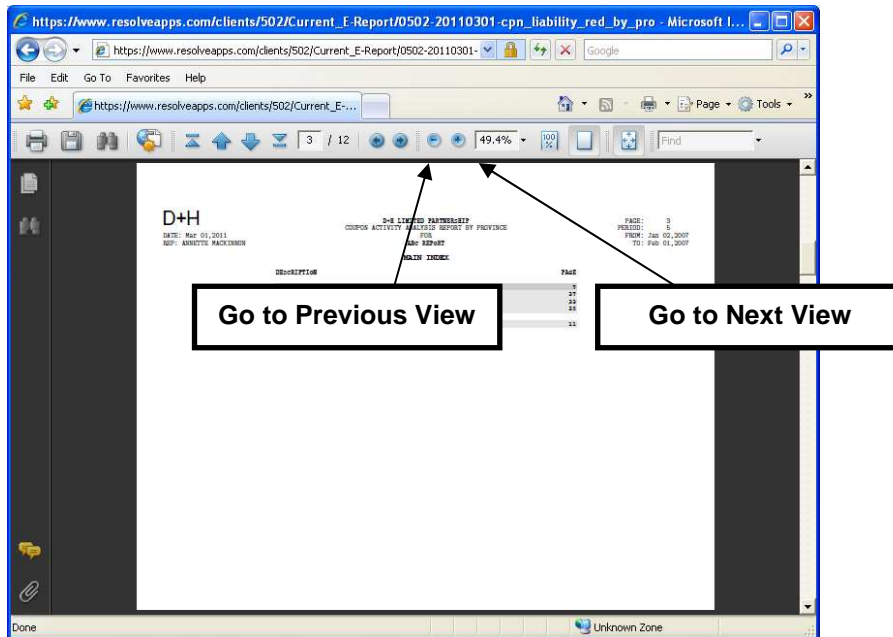 https://www.resolveapps.com/clients/502/Current_E-Report/0502-20110301-cpn_liability_red_by_pro - Microsoft I...
https://www.resolveapps.com/clients/502/Current_E-Report/0502-20110301-
Google
File Edit Go To Favorites Help
https://www.resolveapps.com/clients/502/Current_E-...
Page Tools »
3 / 12 49.4% 100% Find
D+H
D+H LIMITED PARTNERSHIP PAGE: 3
COUPON ACTIVITY ANALYSIS REPORT BY PROVINCE PERIOD:
DATE: Mar 01,2011 FOR FROM: Jan 02,2007
REP: ANNETTE MACKINNON ABC REPORT TO: Feb 01,2007
MAIN INDEX
DESCRIPTION PAGE
Go to Previous View
Go to Next View
Done
Unknown Zone